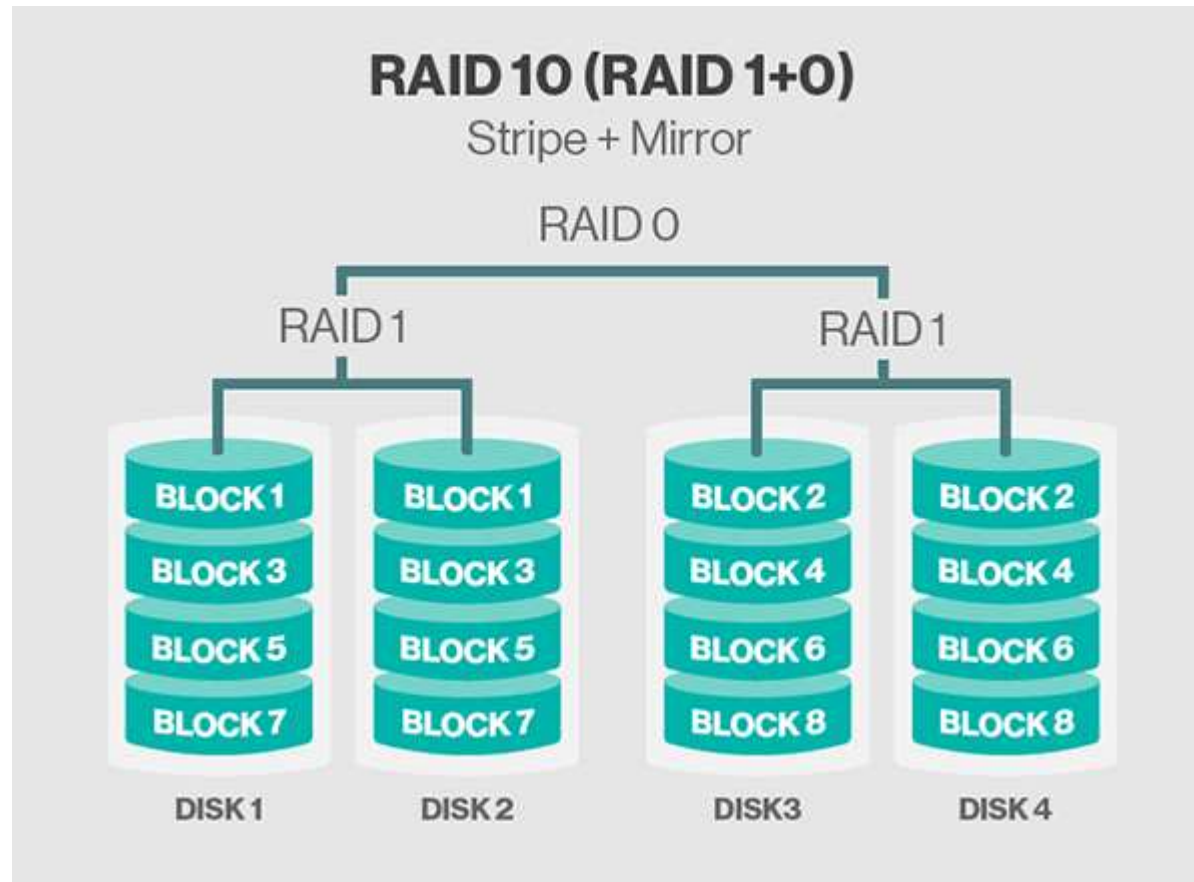 RAID 10 (RAID 1+0)
Stripe + Mirror
RAID 0
RAID 1 RAID 1
BLOCK 1 BLOCK 1 BLOCK 2 BLOCK 2
BLOCK 3 BLOCK 3 BLOCK 4 BLOCK 4
BLOCK 5 BLOCK 5 BLOCK 6 BLOCK 6
BLOCK 7 BLOCK 7 BLOCK 8 BLOCK 8
DISK 1 DISK 2 DISK3 DISK 4